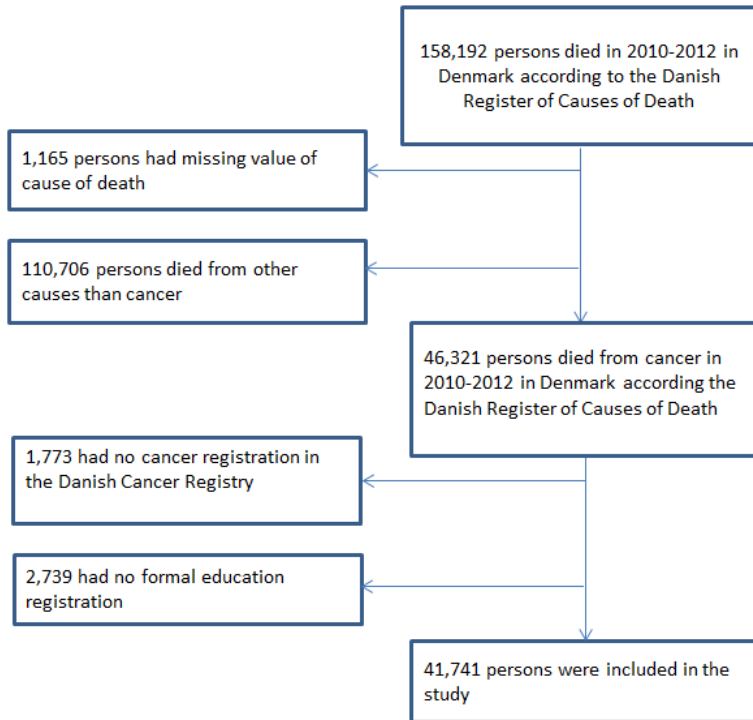 158,192 persons died in 2010-2012 in
Denmark according to the Danish
Register of Causes of Death
1,165 persons had missing value of
cause of death
110,706 persons died from other
causes than cancer
46,321 persons died from cancer in
2010-2012 in Denmark according the
Danish Register of Causes of Death
1,773 had no cancer registration in
the Danish Cancer Registry
2,739 had no formal education
registration
41,741 persons were included in the
study